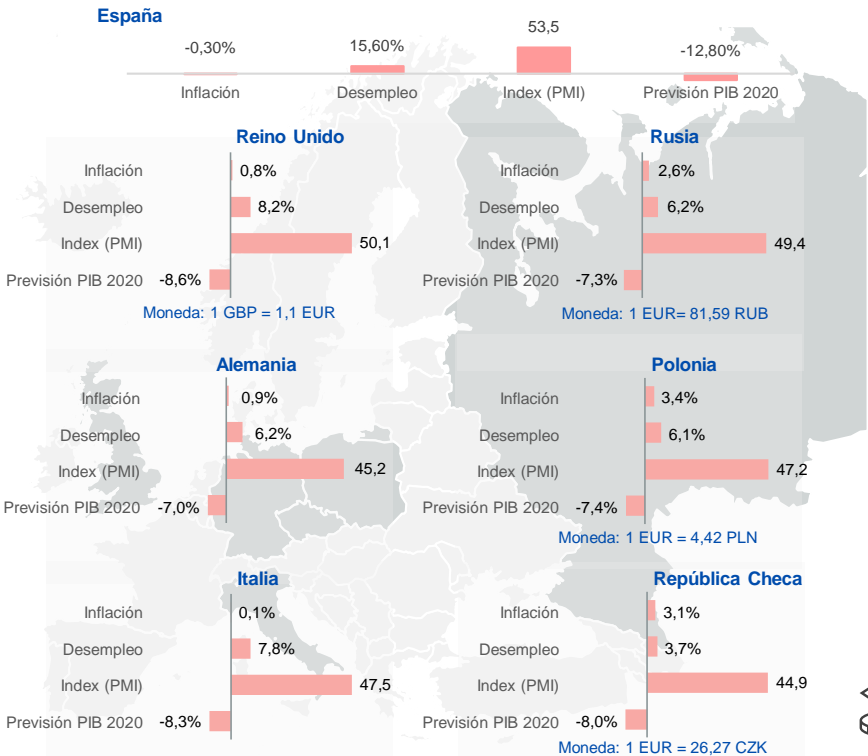 España
-0,30%
15,60%
53,5
-12,80%
Inflación
Desempleo
Index (PMI)
Previsión PIB 2020
Reino Unido
Inflación 0,8%
Desempleo 8,2%
Index (PMI) 50,1
Previsión PIB 2020 -8,6%
Moneda: 1 GBP = 1,1 EUR
Rusia
Inflación 2,6%
Desempleo 6,2%
Index (PMI) 49,4
Previsión PIB 2020 -7,3%
Moneda: 1 EUR= 81,59 RUB
Alemania
Inflación 0,9%
Desempleo 6,2%
Index (PMI) 45,2
Previsión PIB 2020 -7,0%
Polonia
Inflación 3,4%
Desempleo 6,1%
Index (PMI) 47,2
Previsión PIB 2020 -7,4%
Moneda: 1 EUR = 4,42 PLN
Italia
Inflación 0,1%
Desempleo 7,8%
Index (PMI) 47,5
Previsión PIB 2020 -8,3%
República Checa
Inflación 3,1%
Desempleo 3,7%
Index (PMI) 44,9
Previsión PIB 2020 -8,0%
Moneda: 1 EUR = 26,27 CZK